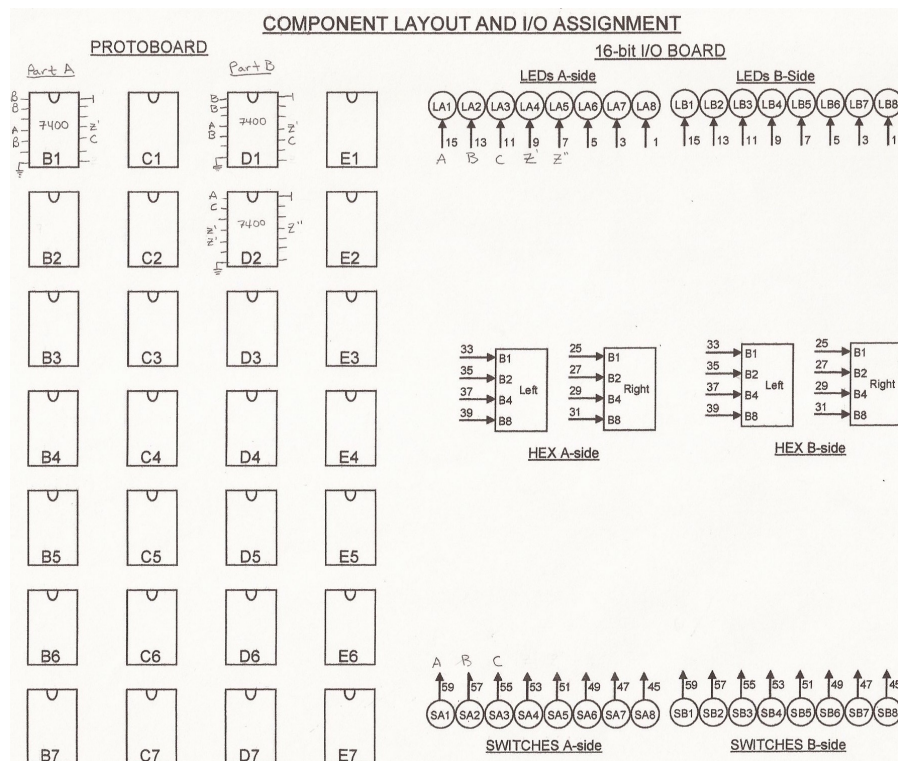 COMPONENT LAYOUT AND I/O ASSIGNMENT
PROTOBOARD
16-bit I/O BOARD
Part A
Part B
LEDs A-side
LEDs B-Side
LA1 LA2 LA3 LA4 LA5 LA6 LA7 LA8
LB1 LB2 LB3 LB4 LB5 LB6 LB7 LB8
15 13 11 9 7 5 3 1
15 13 11 9 7 5 3 1
A B C Z' Z"
B
B
A
B
7400
Z'
C
B1
C1
B
B
A
B
7400
Z'
C
D1
E1
B2
C2
A
C
Z'
Z'
7400
Z"
D2
E2
B3 C3 D3 E3
33 B1
35 B2
37 B4
39 B8
Left
25 B1
27 B2
29 B4
31 B8
Right
HEX A-side
33 B1
35 B2
37 B4
39 B8
Left
25 B1
27 B2
29 B4
31 B8
Right
HEX B-side
B4 C4 D4 E4
B5 C5 D5 E5
B6 C6 D6 E6
A B C
59 57 55 53 51 49 47 45
SA1 SA2 SA3 SA4 SA5 SA6 SA7 SA8
SWITCHES A-side
59 57 55 53 51 49 47 45
SB1 SB2 SB3 SB4 SB5 SB6 SB7 SB8
SWITCHES B-side
B7 C7 D7 E7